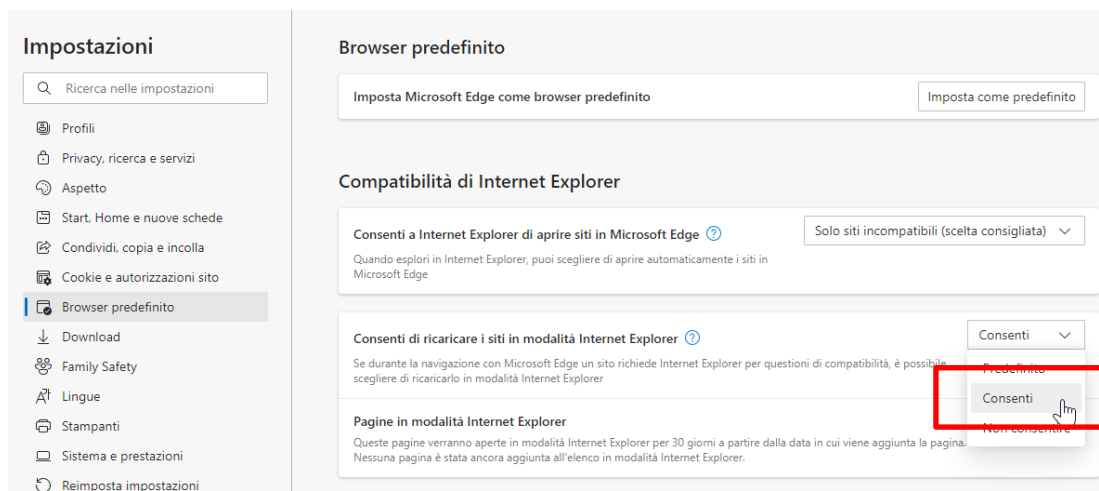 Impostazioni
Ricerca nelle impostazioni
Profili
Privacy, ricerca e servizi
Aspetto
Start, Home e nuove schede
Condividi, copia e incolla
Cookie e autorizzazioni sito
Browser predefinito
Download
Family Safety
Lingue
Stampanti
Sistema e prestazioni
Reimposta impostazioni
Browser predefinito
Imposta Microsoft Edge come browser predefinito
Imposta come predefinito
Compatibilità di Internet Explorer
Consenti a Internet Explorer di aprire siti in Microsoft Edge
Solo siti incompatibili (scelta consigliata)
Quando esplori in Internet Explorer, puoi scegliere di aprire automaticamente i siti in
Microsoft Edge
Consenti di ricaricare i siti in modalità Internet Explorer
Consenti
Se durante la navigazione con Microsoft Edge un sito richiede Internet Explorer per questioni di compatibilità, è possibile
scegliere di ricaricarlo in modalità Internet Explorer
Predefinito
Consenti
Non consentire
Pagine in modalità Internet Explorer
Queste pagine verranno aperte in modalità Internet Explorer per 30 giorni a partire dalla data in cui viene aggiunta la pagina.
Nessuna pagina è stata ancora aggiunta all'elenco in modalità Internet Explorer.